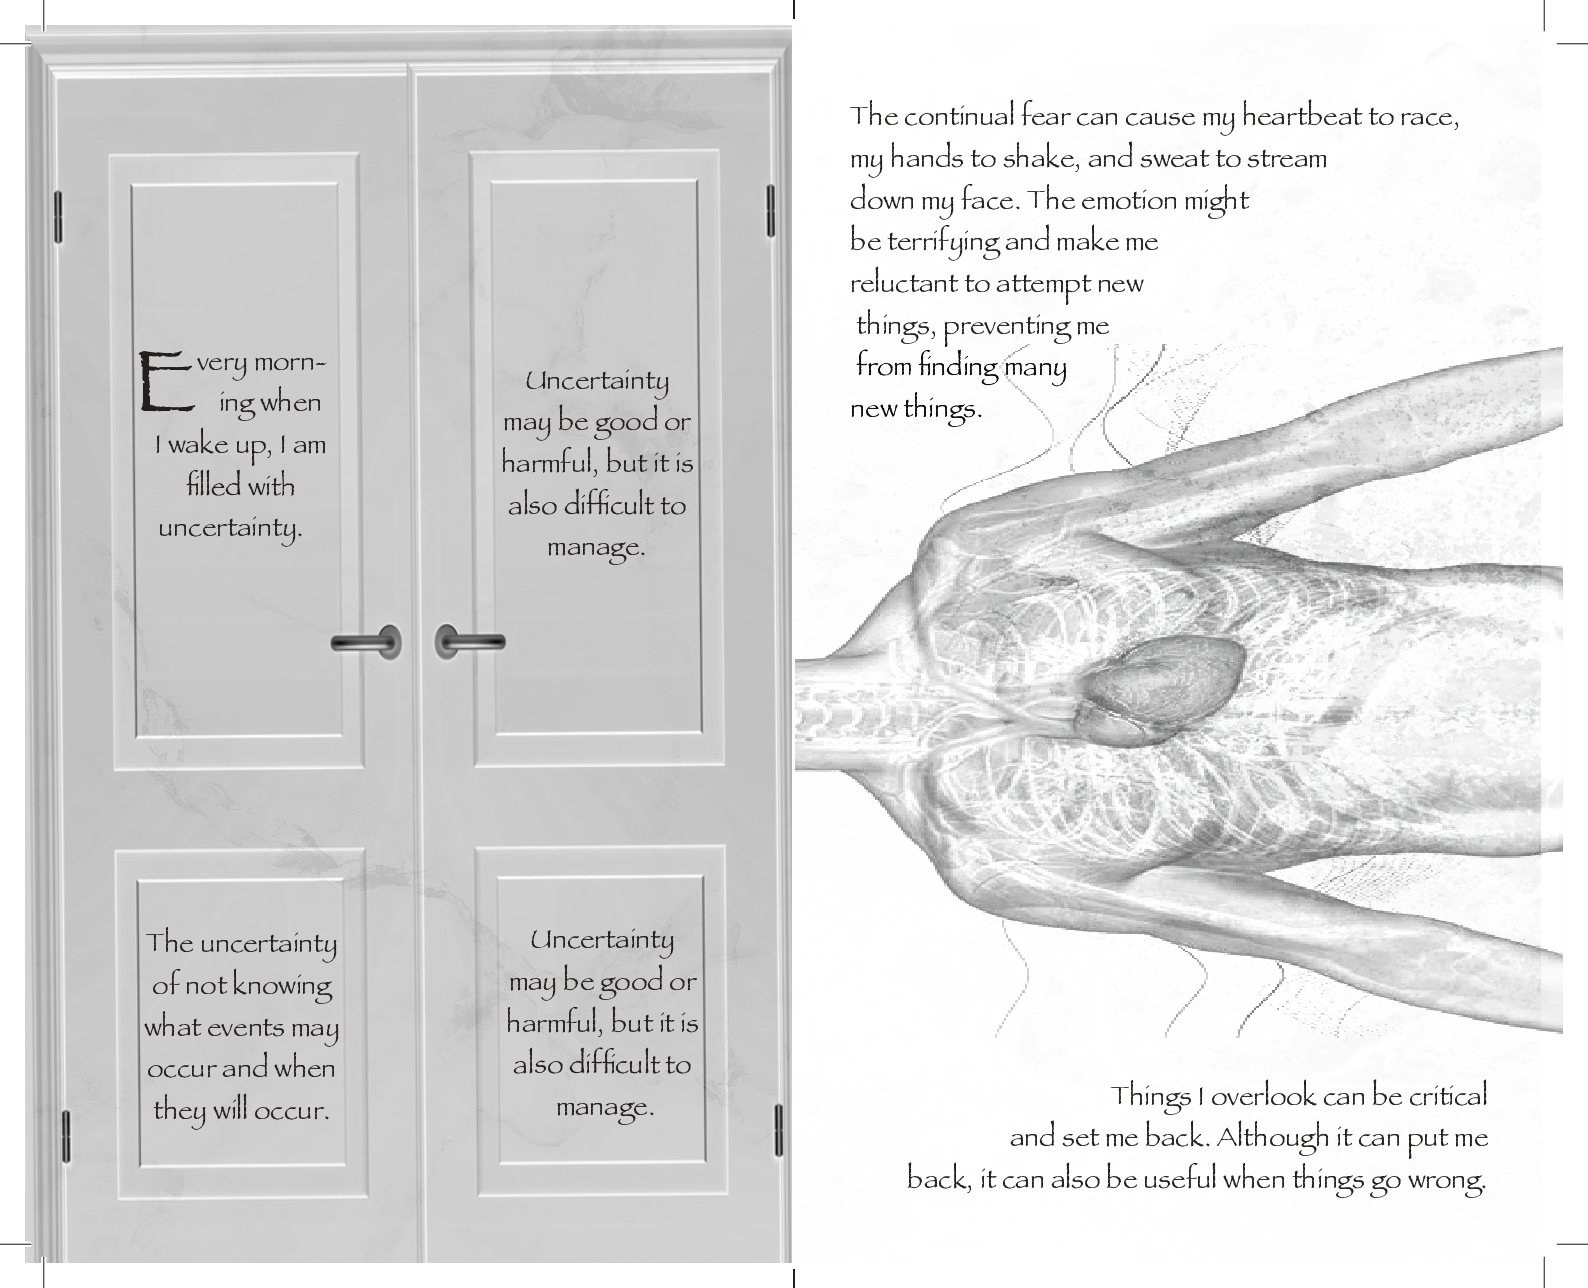 Every morn-
ing when
I wake up, I am
filled with
uncertainty.
Uncertainty
may be good or
harmful, but it is
also difficult to
manage.
The uncertainty
of not knowing
what events may
occur and when
they will occur.
Uncertainty
may be good or
harmful, but it is
also difficult to
manage.
The continual fear can cause my heartbeat to race,
my hands to shake, and sweat to stream
down my face. The emotion might
be terrifying and make me
reluctant to attempt new
things, preventing me
from finding many
new things.
Things I overlook can be critical
and set me back. Although it can put me
back, it can also be useful when things go wrong.